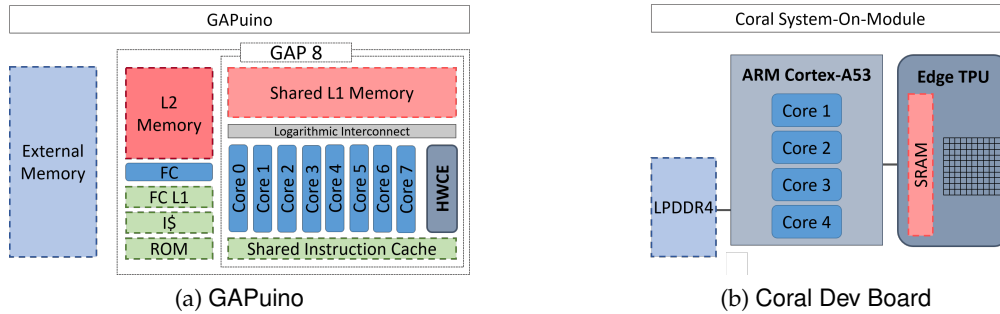 GAPuino
GAP 8
External
Memory
L2
Memory
FC
FC L1
I$
ROM
Shared L1 Memory
Logarithmic Interconnect
Core 0
Core 1
Core 2
Core 3
Core 4
Core 5
Core 6
Core 7
HWCE
Shared Instruction Cache
(a) GAPuino
Coral System-On-Module
LPDDR4
ARM Cortex-A53
Core 1
Core 2
Core 3
Core 4
Edge TPU
SRAM
(b) Coral Dev Board